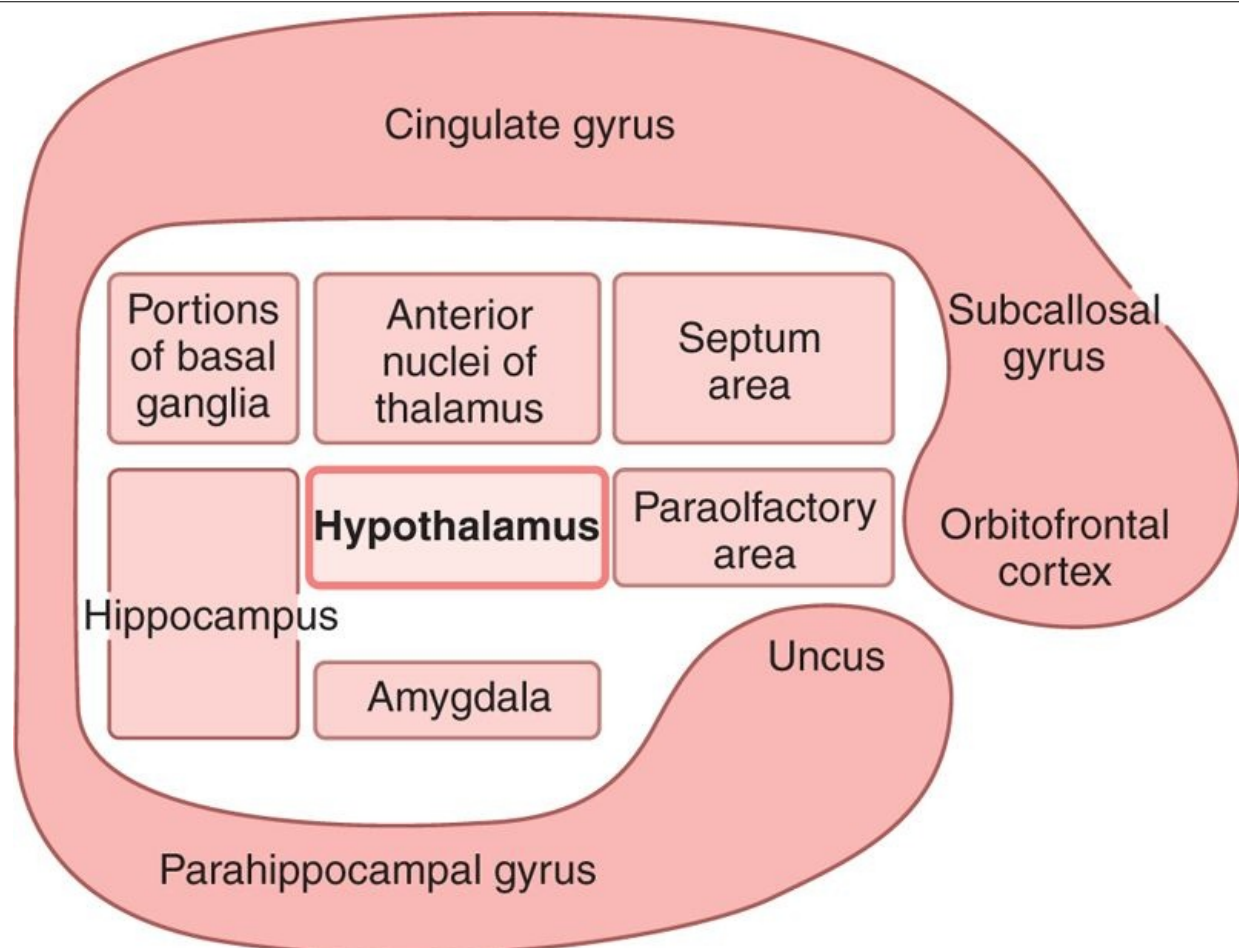 Cingulate gyrus
Portions
of basal
ganglia
Anterior
nuclei of
thalamus
Septum
area
Subcallosal
gyrus
Hypothalamus
Paraolfactory
area
Orbitofrontal
cortex
Hippocampus
Uncus
Amygdala
Parahippocampal gyrus